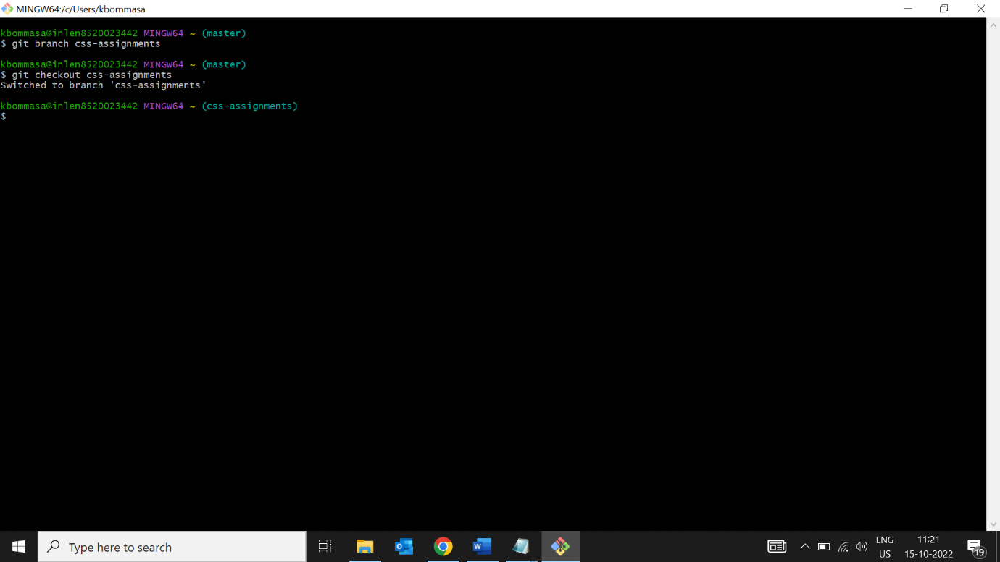 MINGW64:/c/Users/kbommasa
kbommasa@inlen8520023442 MINGW64 ~ (master)
$ git branch css-assignments
kbommasa@inlen8520023442 MINGW64 ~ (master)
$ git checkout css-assignments
Switched to branch 'css-assignments'
kbommasa@inlen8520023442 MINGW64 ~ (css-assignments)
$
Type here to search
ENG
US
11:21
15-10-2022
19